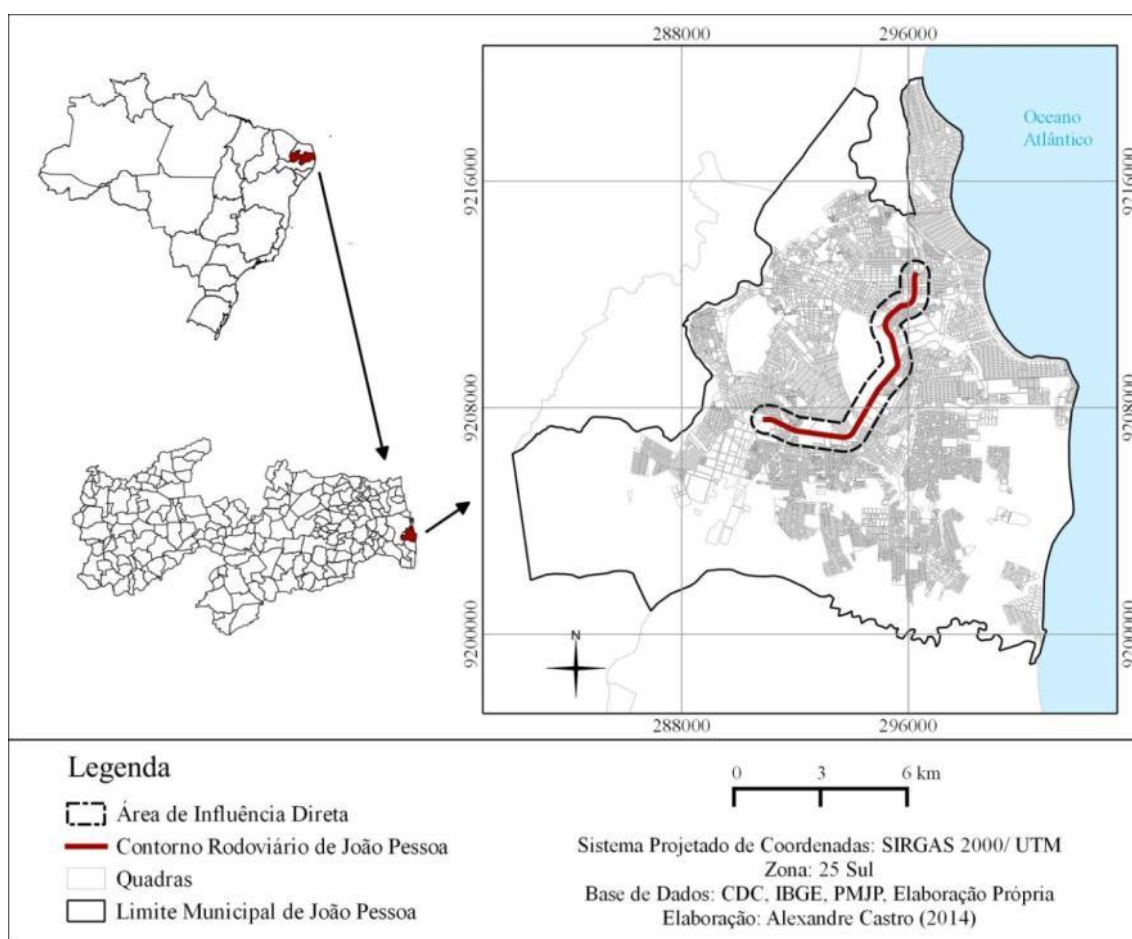 288000
296000
Oceano
Atlântico
9216000
9216000
9208000
9208000
9200000
9200000
N
288000
296000
Legenda
Área de Influência Direta
Contorno Rodoviário de João Pessoa
Quadras
Limite Municipal de João Pessoa
0 3 6 km
Sistema Projetado de Coordenadas: SIRGAS 2000/ UTM
Zona: 25 Sul
Base de Dados: CDC, IBGE, PMJP, Elaboração Própria
Elaboração: Alexandre Castro (2014)